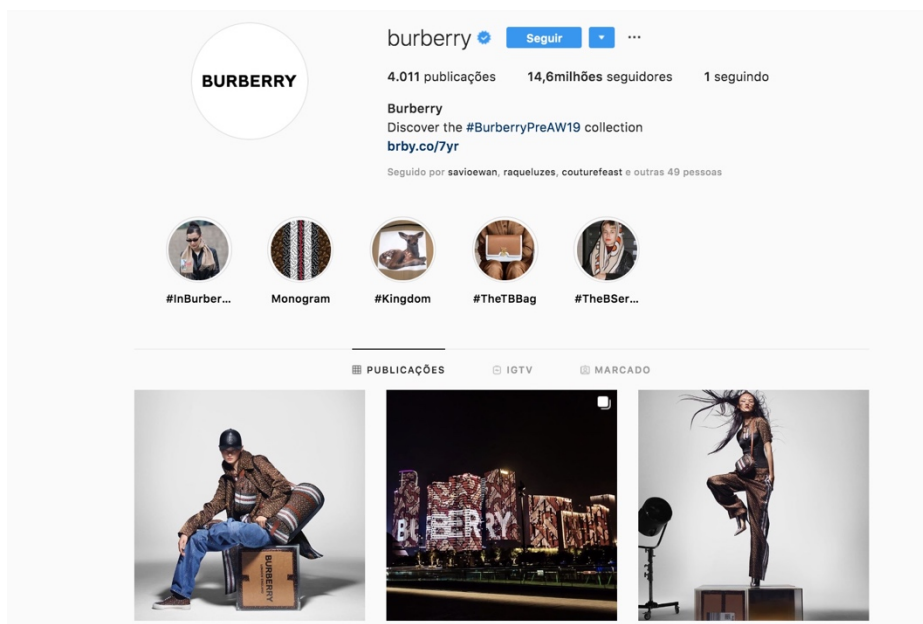 BURBERRY
burberry Seguir ...
4.011 publicações 14,6milhões seguidores 1 seguindo
Burberry
Discover the #BurberryPreAW19 collection
brby.co/7yr
Seguido por savioewan, raqueluzes, couturefeast e outras 49 pessoas
#InBurber... Monogram #Kingdom #TheTBBag #TheBSer...
PUBLICAÇÕES IGTV MARCADO
BURBERRY
BURBERRY